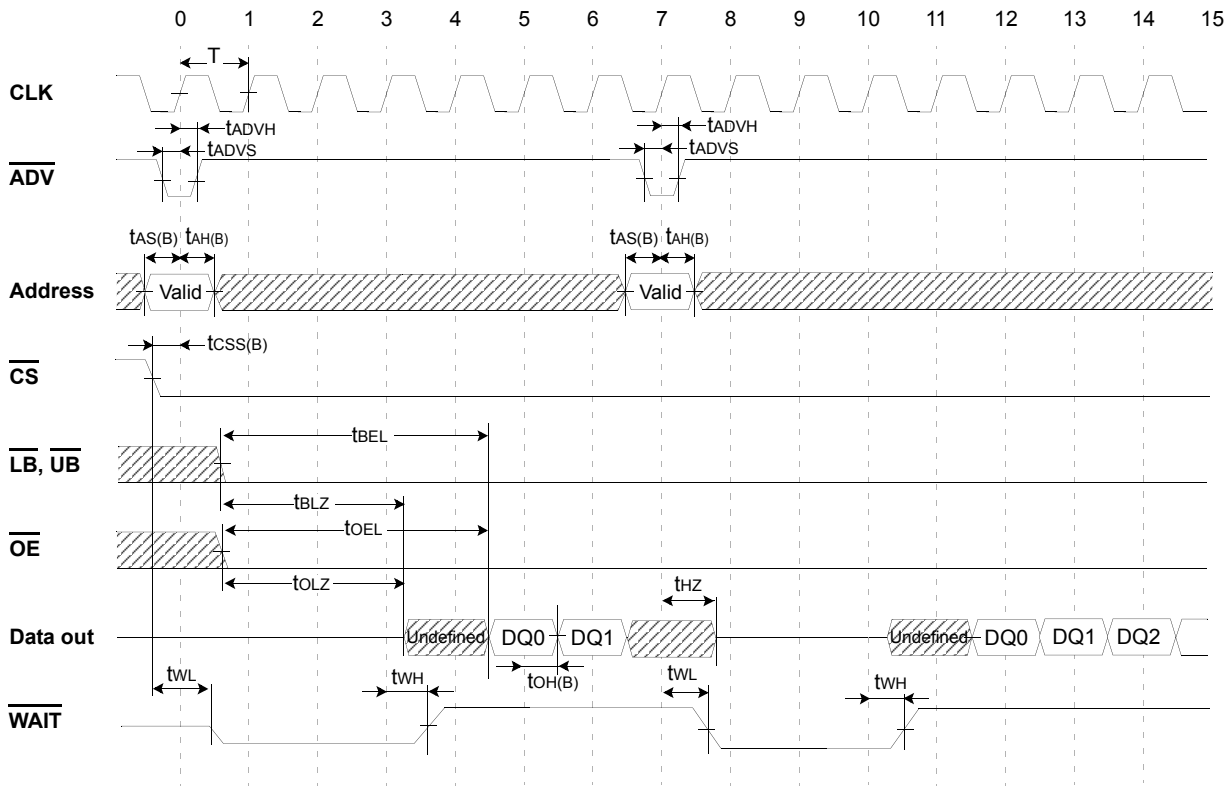 0 1 2 3 4 5 6 7 8 9 10 11 12 13 14 15
T
CLK
tADVH tADVH
tADVS tADVS
ADV
tAS(B) tAH(B) tAS(B) tAH(B)
Address Valid Valid
tCSS(B)
CS
tBEL
LB, UB
tBLZ
tOEL
OE
tOLZ tHZ
Data out Undefined DQ0 DQ1 Undefined DQ0 DQ1 DQ2
tOH(B)
tWL tWH tWL tWH
WAIT